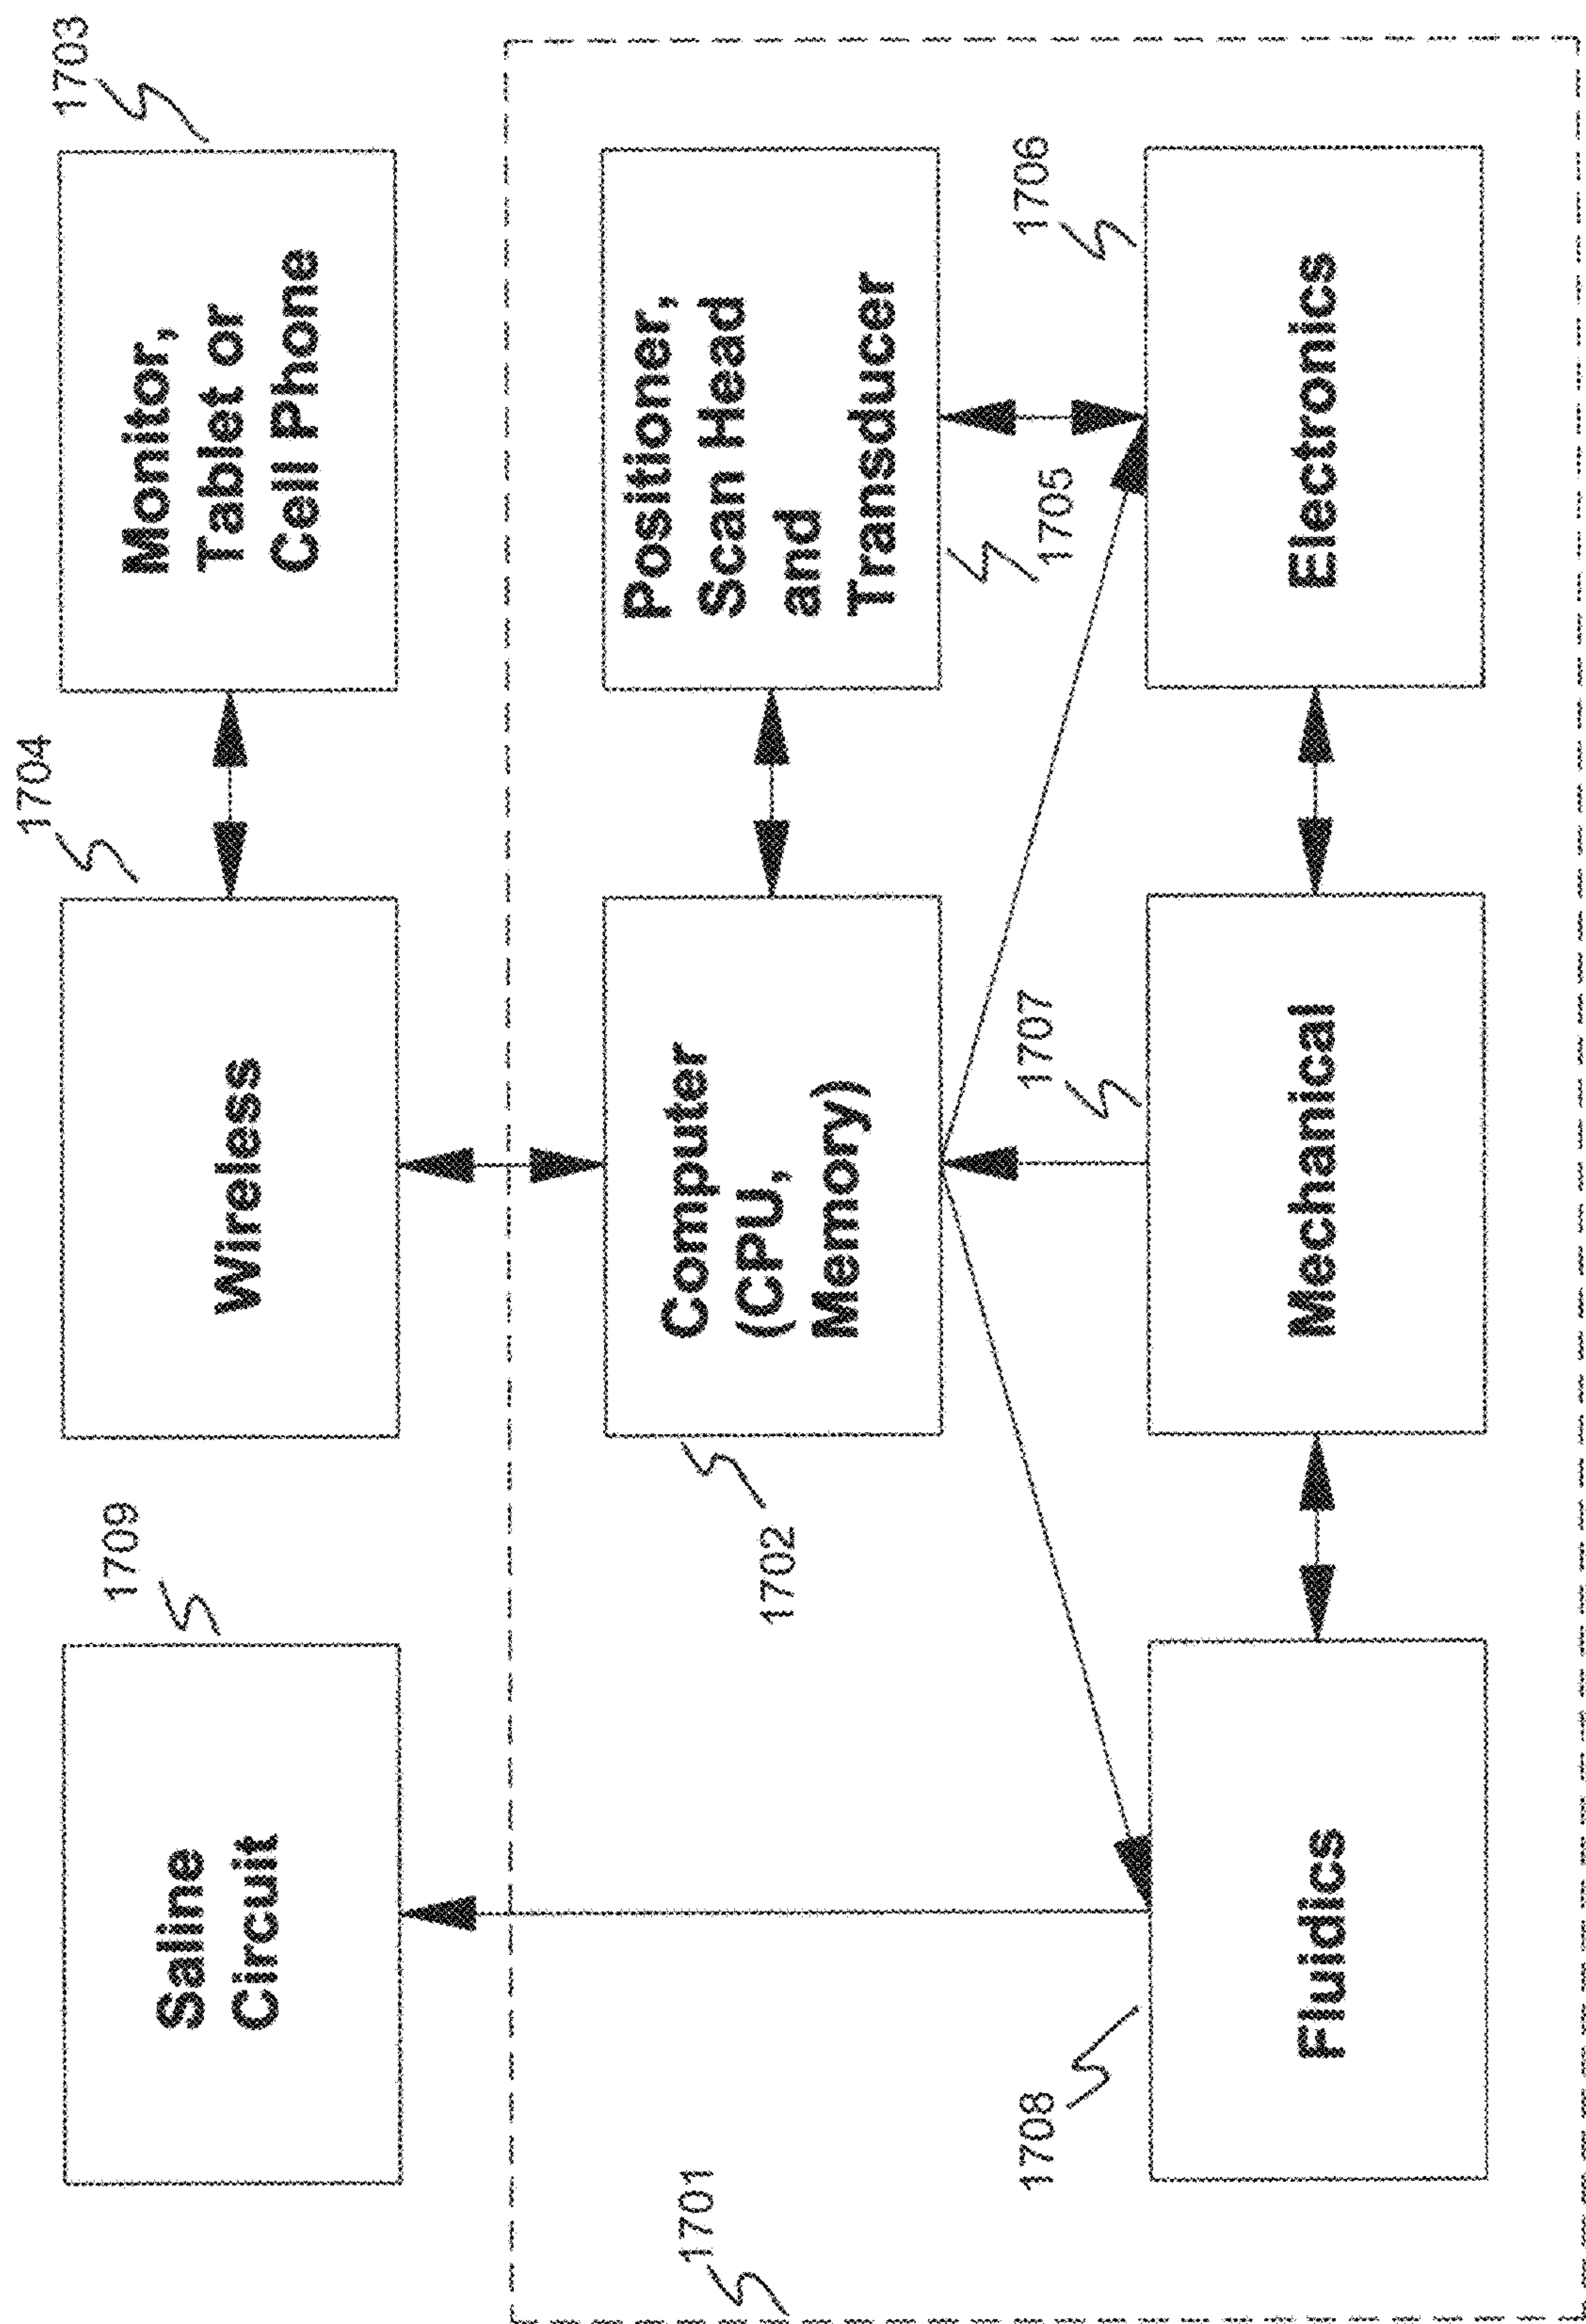 1709
Saline
Circuit
1704
Wireless
1703
Monitor,
Tablet or
Cell Phone
1701
1702
Computer
(CPU,
Memory)
Positioner,
Scan Head
and
Transducer
1705
1708
Fluidics
1707
Mechanical
1706
Electronics